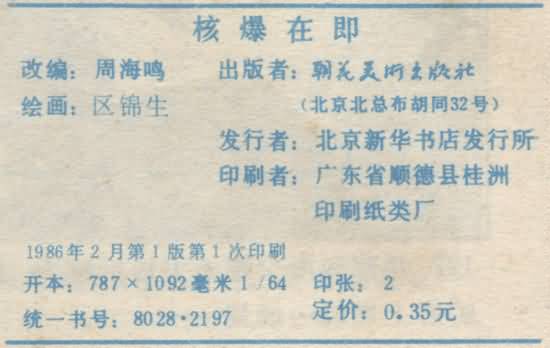 核爆在即
改编：周海鸣 出版者：朝花美术出版社
绘画：区锦生 （北京北总布胡同32号）
发行者：北京新华书店发行所
印刷者：广东省顺德县桂洲
印刷纸类厂
1986年2月第1版第1次印刷
开本：787×1092毫米1/64 印张：2
统一书号：8028·2197 定价：0.35元